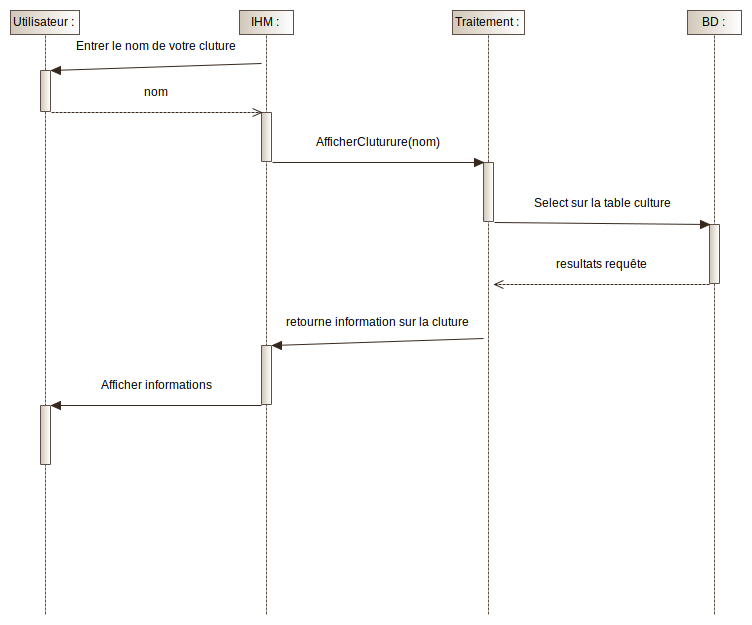 Utilisateur :
IHM :
Traitement :
BD :
Entrer le nom de votre cluture
nom
AfficherCluturure(nom)
Select sur la table culture
resultats requête
retourne information sur la cluture
Afficher informations